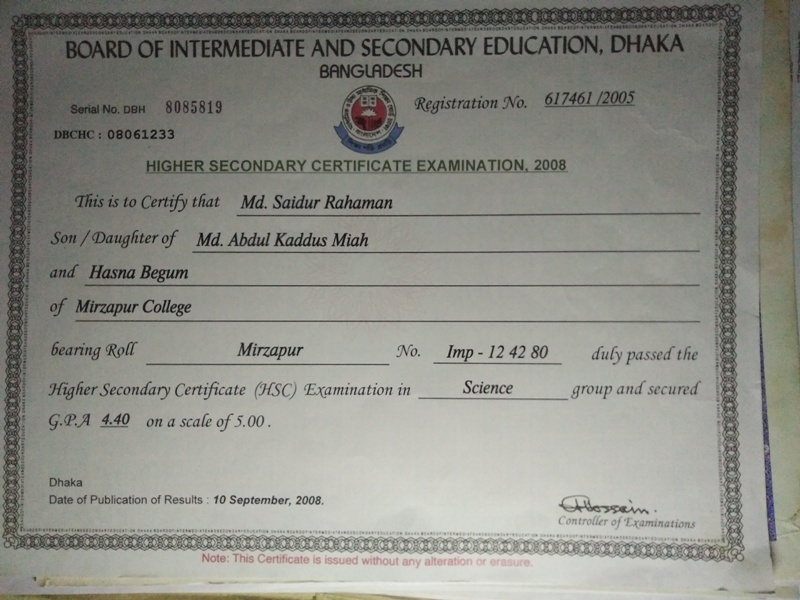 BOARD OF INTERMEDIATE AND SECONDARY EDUCATION, DHAKA
BANGLADESH
Serial No. DBH 8085819
Registration No. 617461 /2005
DBCHC : 08061233
HIGHER SECONDARY CERTIFICATE EXAMINATION, 2008
This is to Certify that Md. Saidur Rahaman
Son / Daughter of Md. Abdul Kaddus Miah
and Hasna Begum
of Mirzapur College
bearing Roll Mirzapur No. Imp - 12 42 80 duly passed the
Higher Secondary Certificate (HSC) Examination in Science group and secured
G.P.A 4.40 on a scale of 5.00 .
Dhaka
Date of Publication of Results : 10 September, 2008.
AHossain.
Controller of Examinations
Note: This Certificate is issued without any alteration or erasure.